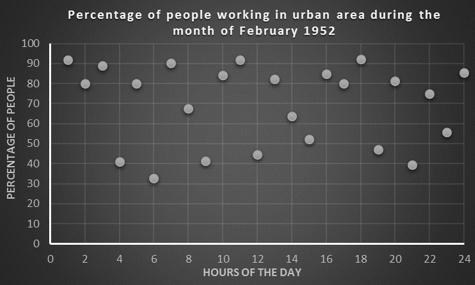 Percentage of people working in urban area during the
month of February 1952
PERCENTAGE OF PEOPLE
100
90
80
70
60
50
40
30
20
10
0
0 2 4 6 8 10 12 14 16 18 20 22 24
HOURS OF THE DAY